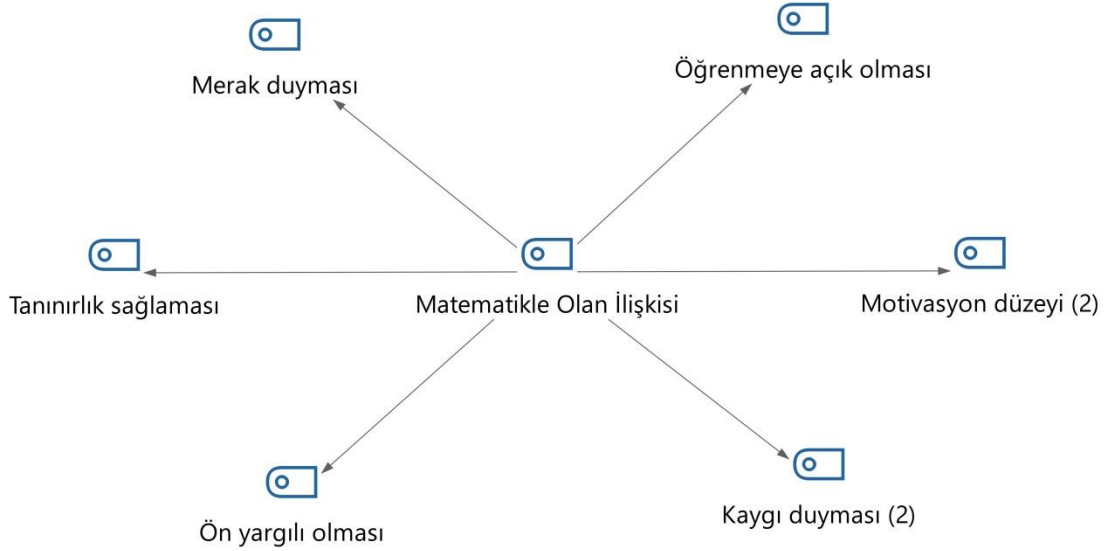 Merak duyması
Öğrenmeye açık olması
Tanınırlık sağlaması
Matematikle Olan İlişkisi
Motivasyon düzeyi (2)
Ön yargılı olması
Kaygı duyması (2)